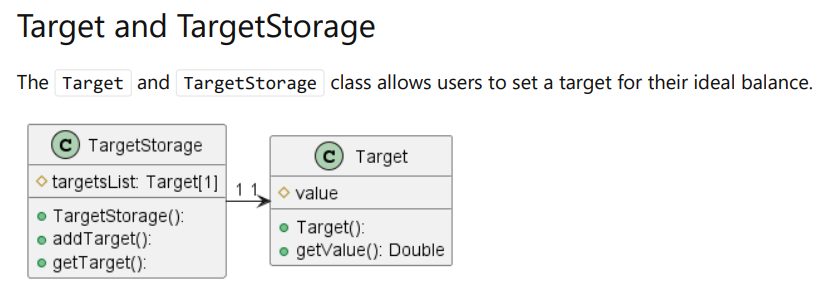 Target and TargetStorage
The Target and TargetStorage class allows users to set a target for their ideal balance.
C TargetStorage
targetsList: Target[1]
TargetStorage():
addTarget():
getTarget():
1 1
C Target
value
Target():
getValue(): Double